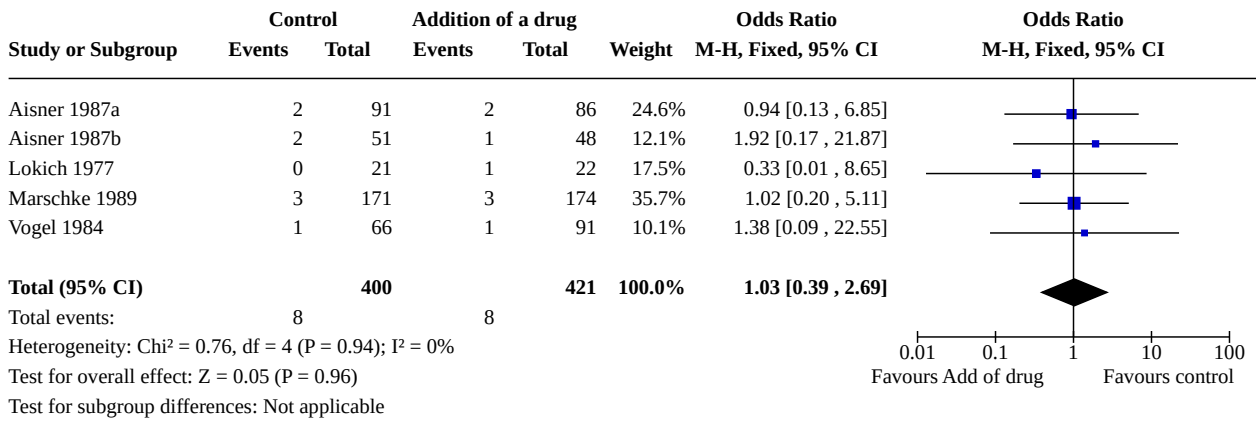 Control Addition of a drug Odds Ratio Odds Ratio
Study or Subgroup Events Total Events Total Weight M-H, Fixed, 95% CI M-H, Fixed, 95% CI
Aisner 1987a 2 91 2 86 24.6% 0.94 [0.13 , 6.85]
Aisner 1987b 2 51 1 48 12.1% 1.92 [0.17 , 21.87]
Lokich 1977 0 21 1 22 17.5% 0.33 [0.01 , 8.65]
Marschke 1989 3 171 3 174 35.7% 1.02 [0.20 , 5.11]
Vogel 1984 1 66 1 91 10.1% 1.38 [0.09 , 22.55]
Total (95% CI) 400 421 100.0% 1.03 [0.39 , 2.69]
Total events: 8 8
Heterogeneity: Chi² = 0.76, df = 4 (P = 0.94); I² = 0%
0.01 0.1 1 10 100
Test for overall effect: Z = 0.05 (P = 0.96)
Favours Add of drug Favours control
Test for subgroup differences: Not applicable